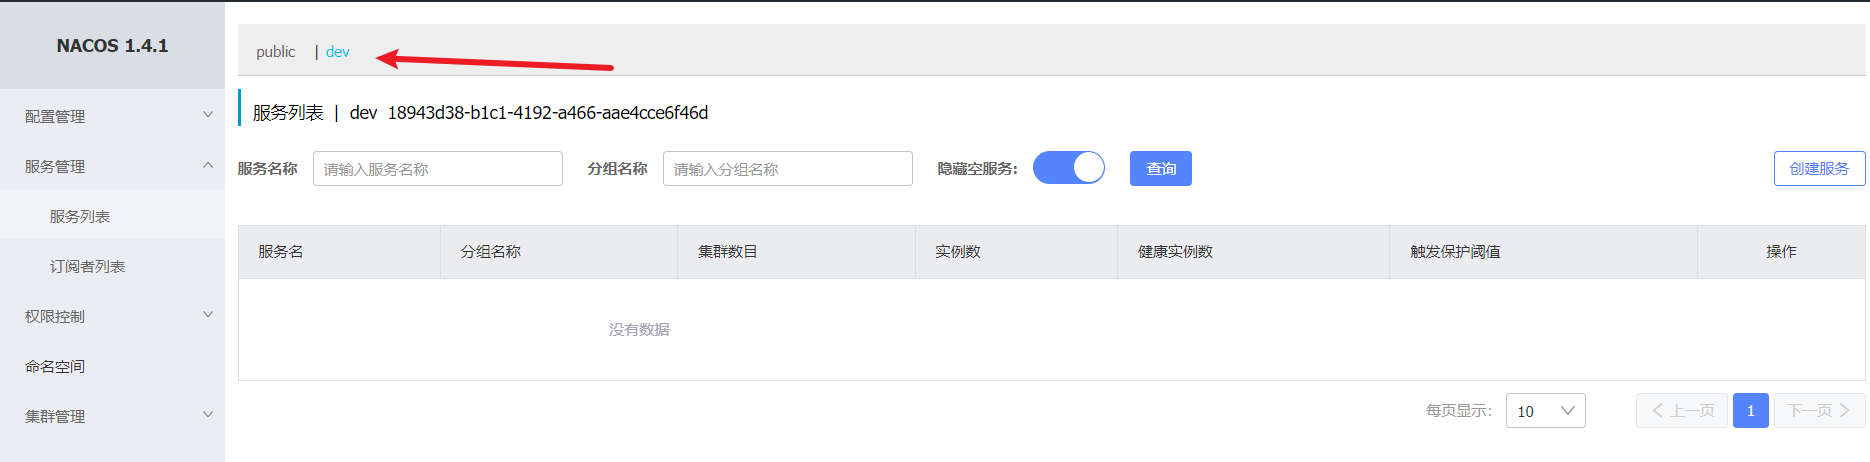 NACOS 1.4.1
配置管理
服务管理
服务列表
订阅者列表
权限控制
命名空间
集群管理
public | dev
服务列表 | dev 18943d38-b1c1-4192-a466-aae4cce6f46d
服务名称 请输入服务名称 分组名称 请输入分组名称 隐藏空服务: 查询 创建服务
服务名 分组名称 集群数目 实例数 健康实例数 触发保护阈值 操作
没有数据
每页显示: 10 上一页 1 下一页